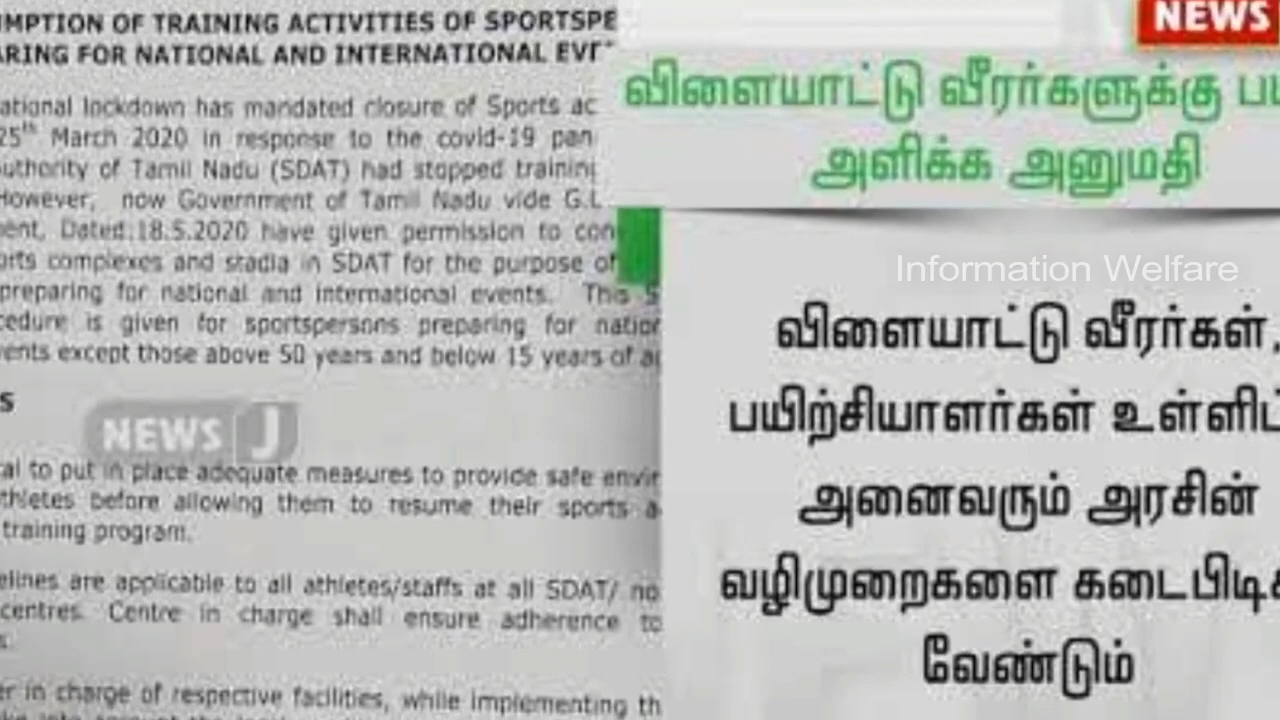 MPTION OF TRAINING ACTIVITIES OF SPORTSPE
ARING FOR NATIONAL AND INTERNATIONAL EVE
ational lockdown has mandated closure of Sports ac
25th March 2020 in response to the covid-19 pan
uthority of Tamil Nadu (SDAT) had stopped training
However, now Government of Tamil Nadu vide G.
ent, Dated:18.5.2020 have given permission to con
orts complexes and stadia in SDAT for the purpose of
preparing for national and international events. This S
cedure is given for sportspersons preparing for nation
vents except those above 50 years and below 15 years of a
S
NEWS J
al to put in place adequate measures to provide safe envir
thletes before allowing them to resume their sports a
training program.
elines are applicable to all athletes/staffs at all SDAT/ no
centres. Centre in charge shall ensure adherence to
s.
er in charge of respective facilities, while implementing th
NEWS
விளையாட்டு வீரர்களுக்கு பய
அளிக்க அனுமதி
Information Welfare
விளையாட்டு வீரர்கள்,
பயிற்சியாளர்கள் உள்ளிட்
அனைவரும் அரசின்
வழிமுறைகளை கடைபிடிக்
வேண்டும்